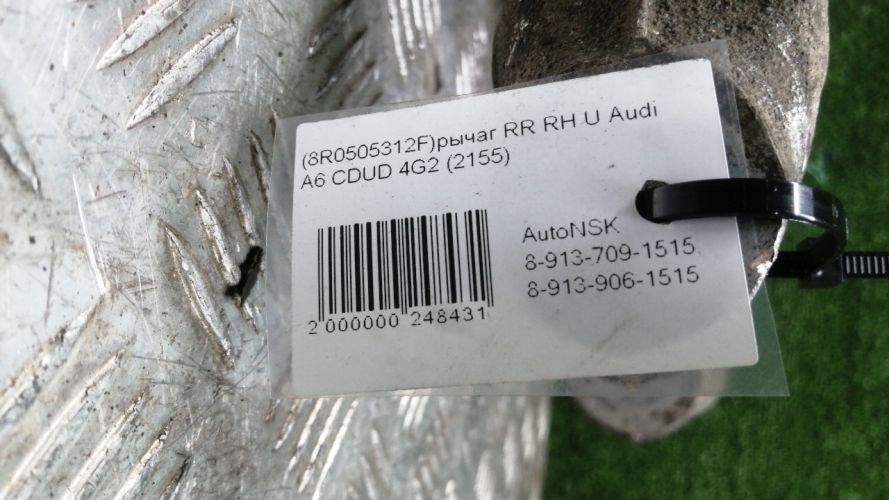 (8R0505312F)рычаг RR RH U Audi
A6 CDUD 4G2 (2155)
AutoNSK
8-913-709-1515
8-913-906-1515
2 000000 248431